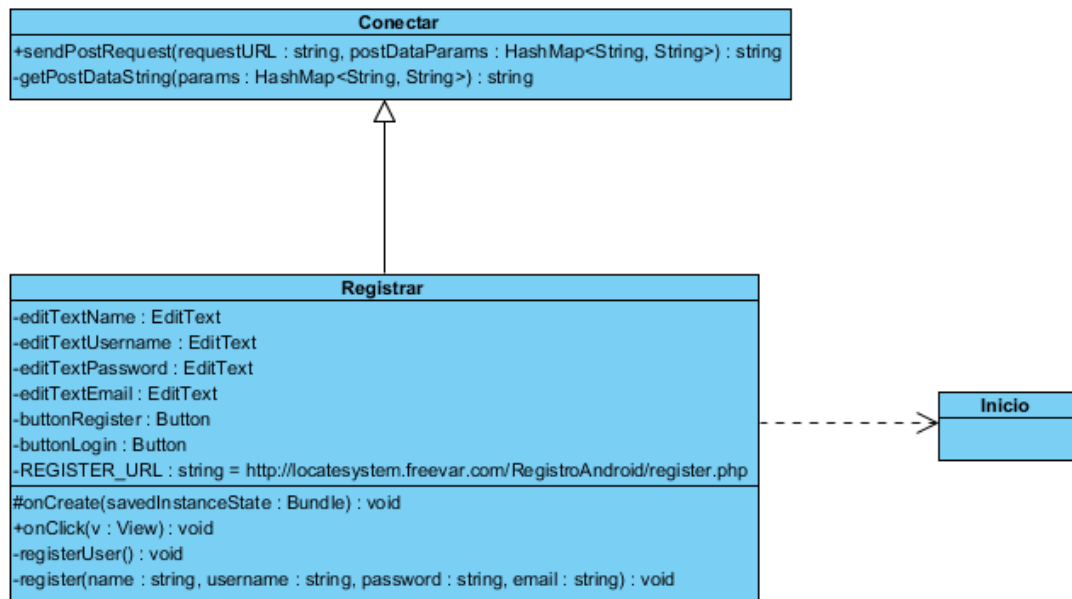 Conectar
+sendPostRequest(requestURL : string, postDataParams : HashMap<String, String>) : string
-getPostDataString(params : HashMap<String, String>) : string
Registrar
-editTextName : EditText
-editTextUsername : EditText
-editTextPassword : EditText
-editTextEmail : EditText
-buttonRegister : Button
-buttonLogin : Button
-REGISTER_URL : string = http://locatesystem.freevar.com/RegistroAndroid/register.php
#onCreate(savedInstanceState : Bundle) : void
+onClick(v : View) : void
-registerUser() : void
-register(name : string, username : string, password : string, email : string) : void
Inicio